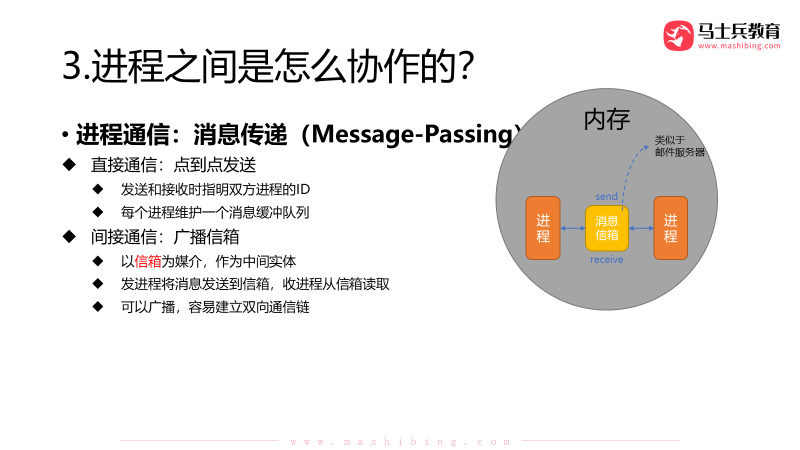 马士兵教育
www.mashibing.com
3.进程之间是怎么协作的？
• 进程通信：消息传递（Message-Passing）
◆ 直接通信：点到点发送
◆ 发送和接收时指明双方进程的ID
◆ 每个进程维护一个消息缓冲队列
◆ 间接通信：广播信箱
◆ 以信箱为媒介，作为中间实体
◆ 发进程将消息发送到信箱，收进程从信箱读取
◆ 可以广播，容易建立双向通信链
内存
类似于
邮件服务器
send
进
程
消息
信箱
进
程
receive
www.mashibing.com